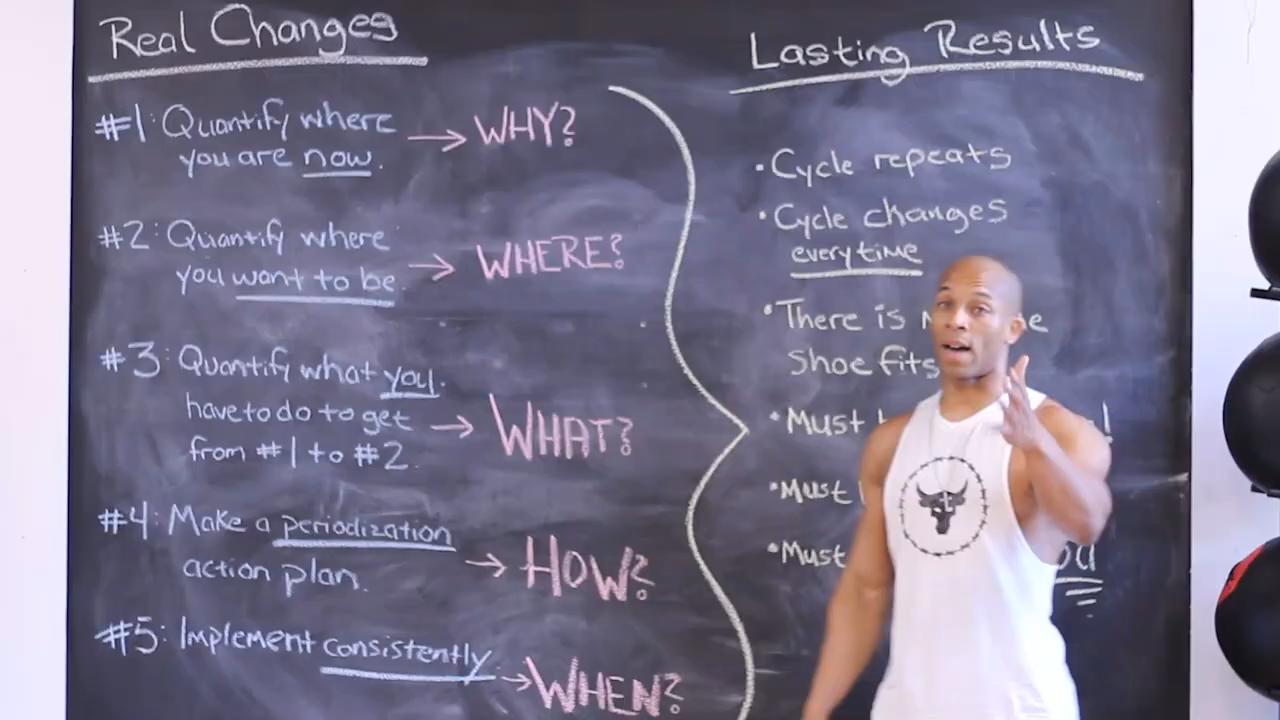 Real Changes
#1: Quantify where
you are now.
→ WHY?
#2: Quantify where
you want to be.
→ WHERE?
#3: Quantify what you
have to do to get
from #1 to #2.
→ WHAT?
#4: Make a periodization
action plan.
→ HOW?
#5: Implement consistently.
→ WHEN?
Lasting Results
•Cycle repeats
•Cycle changes
every time
•There is
Shoe fits
•Must !
•Must
•Must